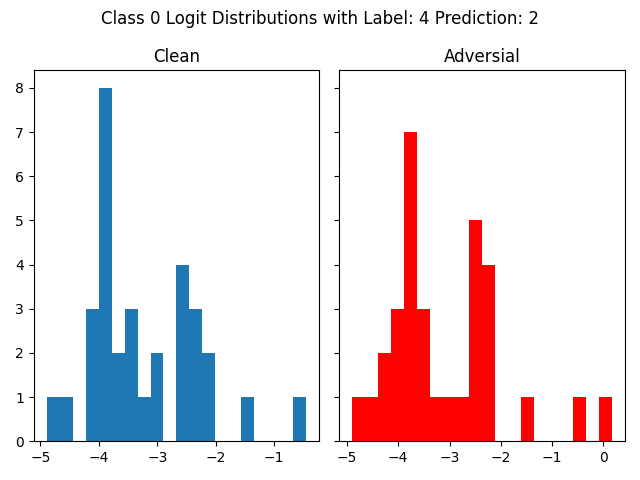 Class 0 Logit Distributions with Label: 4 Prediction: 2
Clean
Adversial
8
7
6
5
4
3
2
1
0
−5 −4 −3 −2 −1
−5 −4 −3 −2 −1 0